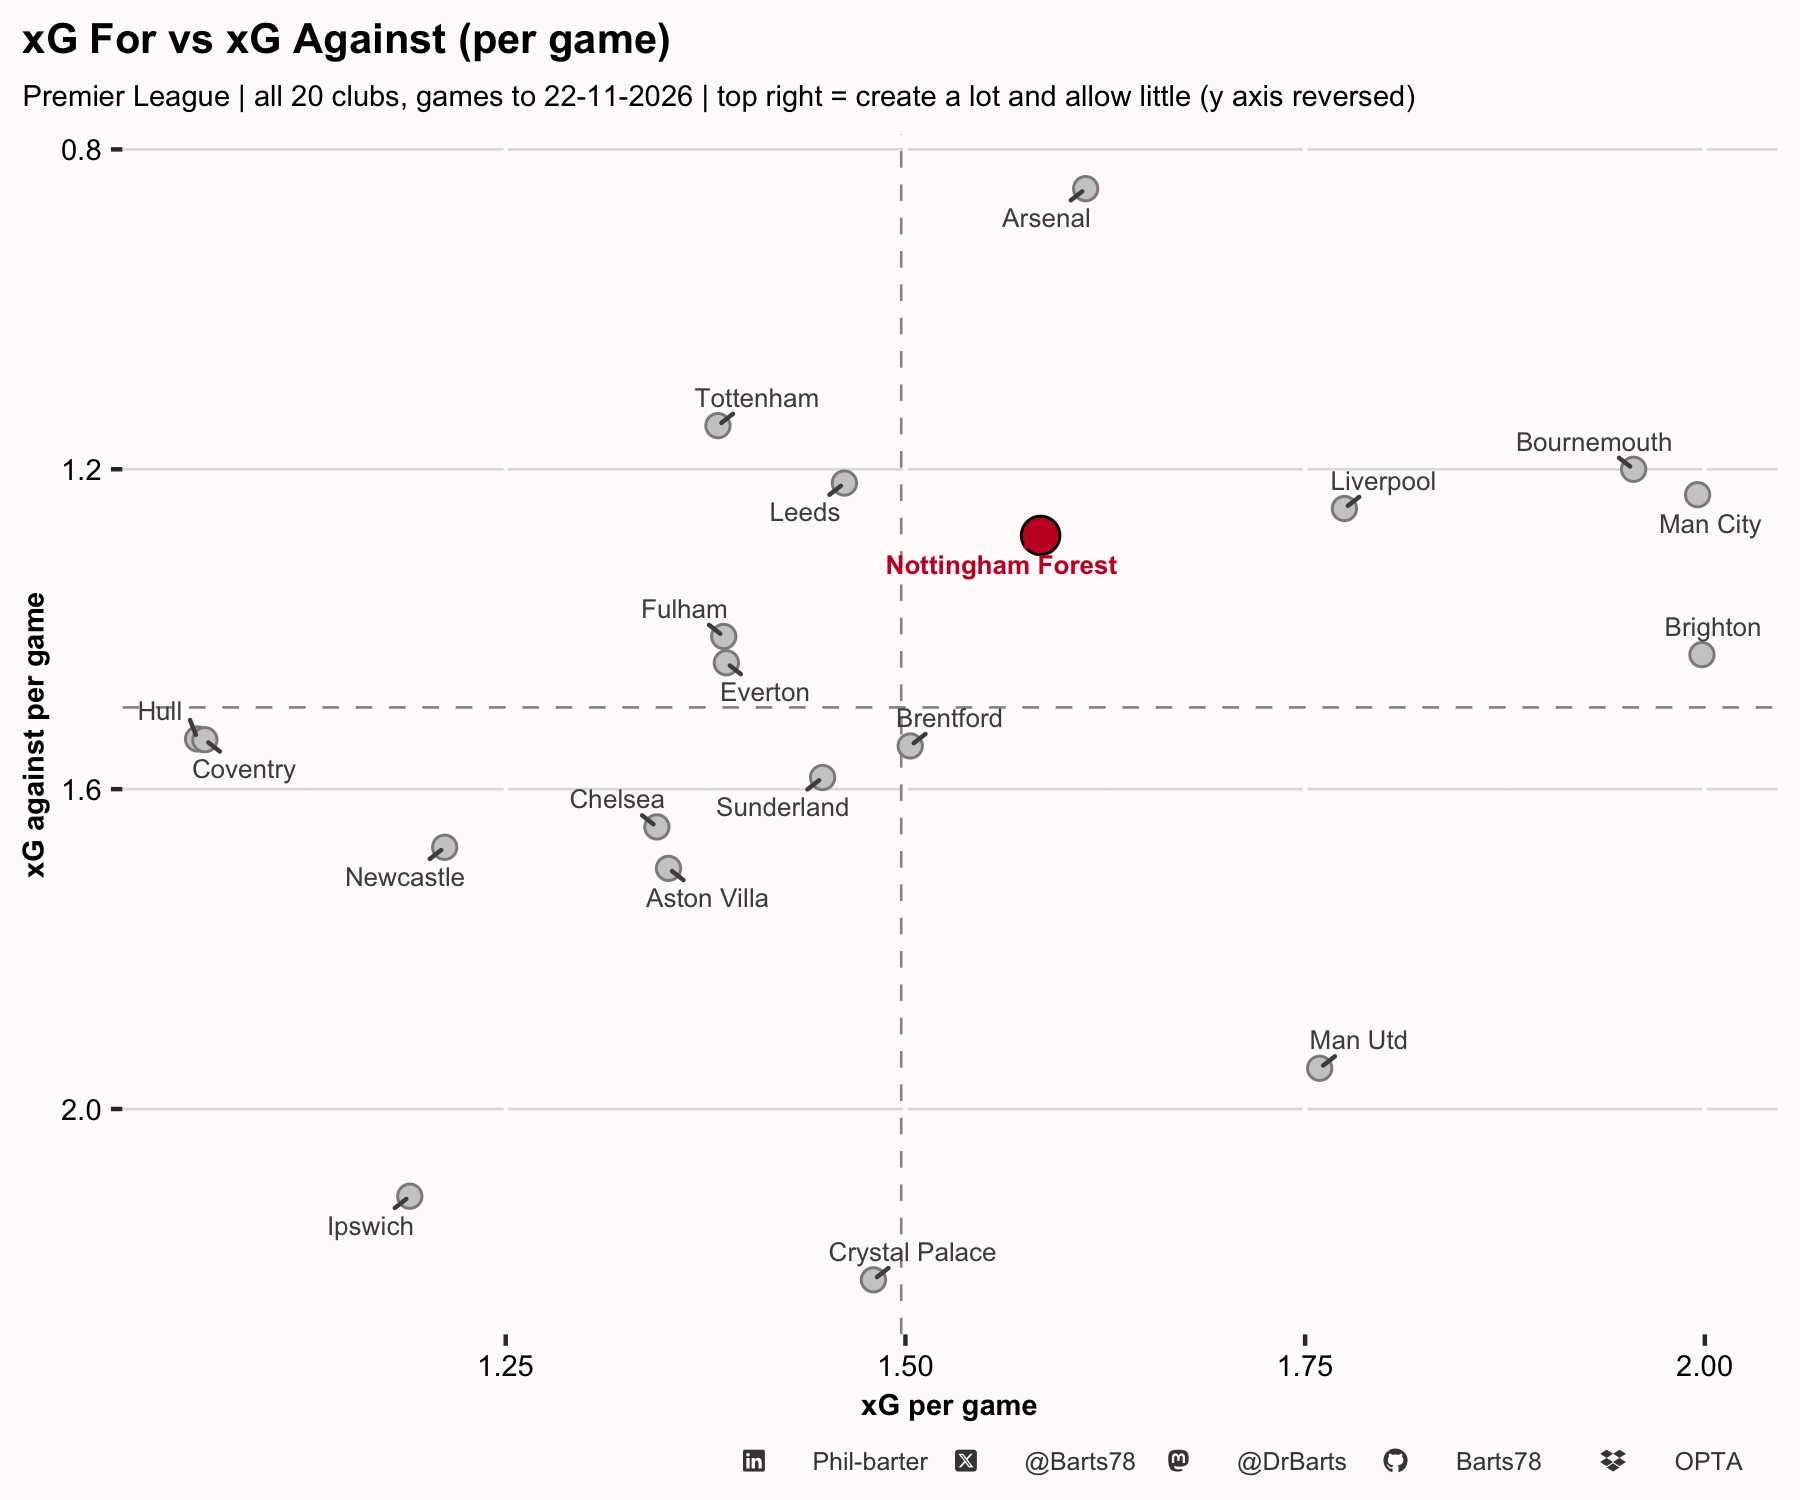 xG For vs xG Against (per game)
Premier League | all 20 clubs, games to 22-11-2026 | top right = create a lot and allow little (y axis reversed)
0.8
Arsenal
Tottenham
Bournemouth
1.2
Liverpool
Leeds
Man City
Nottingham Forest
Fulham
Brighton
Everton
Hull
Brentford
Coventry
1.6
Chelsea
Sunderland
Newcastle
Aston Villa
Man Utd
2.0
Ipswich
Crystal Palace
xG against per game
1.25
1.50
1.75
2.00
xG per game
Phil-barter @Barts78 @DrBarts Barts78 OPTA